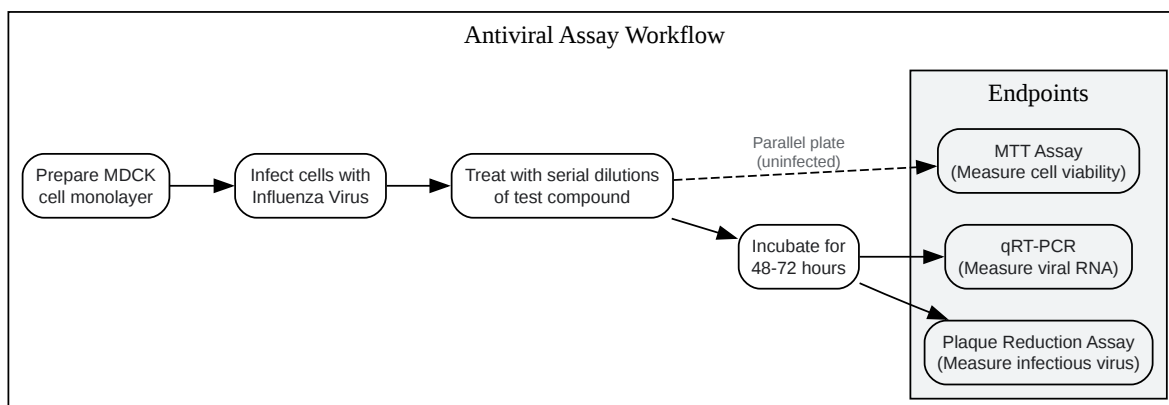 Antiviral Assay Workflow
Endpoints
Prepare MDCK
cell monolayer
Infect cells with
Influenza Virus
Treat with serial dilutions
of test compound
Parallel plate
(uninfected)
Incubate for
48-72 hours
MTT Assay
(Measure cell viability)
qRT-PCR
(Measure viral RNA)
Plaque Reduction Assay
(Measure infectious virus)